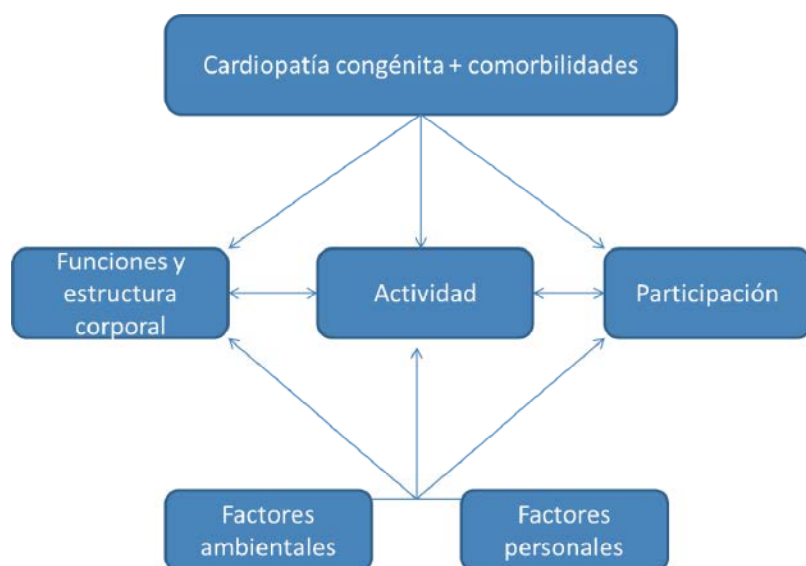 Cardiopatía congénita + comorbilidades
Funciones y
estructura
corporal
Actividad
Participación
Factores
ambientales
Factores
personales